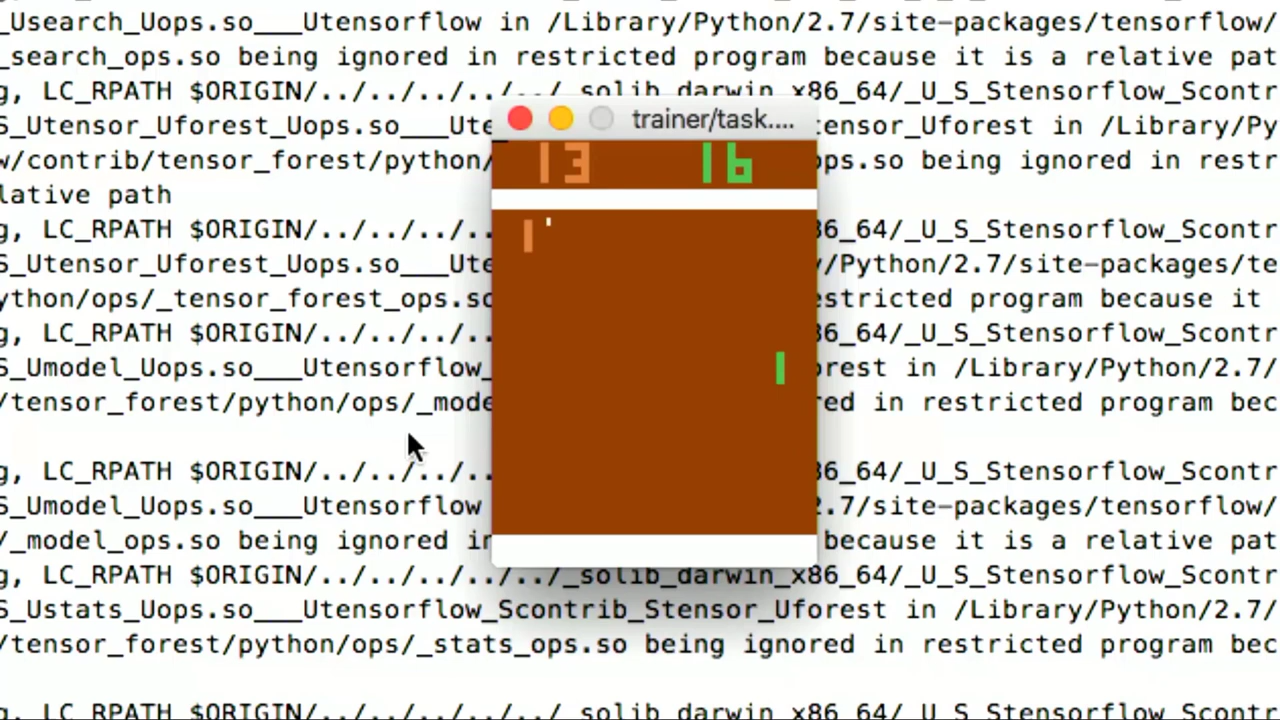 _Usearch_Uops.so___Utensorflow in /Library/Python/2.7/site-packages/tensorflow/
_search_ops.so being ignored in restricted program because it is a relative pat
g, LC_RPATH $ORIGIN/../../../../../_solib_darwin_x86_64/_U_S_Stensorflow_Scontr
trainer/task....
S_Utensor_Uforest_Uops.so___Ute tensor_Uforest in /Library/Py
13 16
w/contrib/tensor_forest/python/ ops.so being ignored in restr
lative path
g, LC_RPATH $ORIGIN/../../../.. 86_64/_U_S_Stensorflow_Scontr
S_Utensor_Uforest_Uops.so___Ute y/Python/2.7/site-packages/te
ython/ops/_tensor_forest_ops.so estricted program because it
g, LC_RPATH $ORIGIN/../../../.. 86_64/_U_S_Stensorflow_Scontr
S_Umodel_Uops.so___Utensorflow_ orest in /Library/Python/2.7/
/tensor_forest/python/ops/_mode red in restricted program bec
g, LC_RPATH $ORIGIN/../../../.. 86_64/_U_S_Stensorflow_Scontr
S_Umodel_Uops.so___Utensorflow 2.7/site-packages/tensorflow/
/_model_ops.so being ignored in because it is a relative pat
g, LC_RPATH $ORIGIN/../../../../../_solib_darwin_x86_64/_U_S_Stensorflow_Scontr
S_Ustats_Uops.so___Utensorflow_Scontrib_Stensor_Uforest in /Library/Python/2.7/
/tensor_forest/python/ops/_stats_ops.so being ignored in restricted program bec
g, LC_RPATH $ORIGIN/../../../../../_solib_darwin_x86_64/_U_S_Stensorflow_Scontr